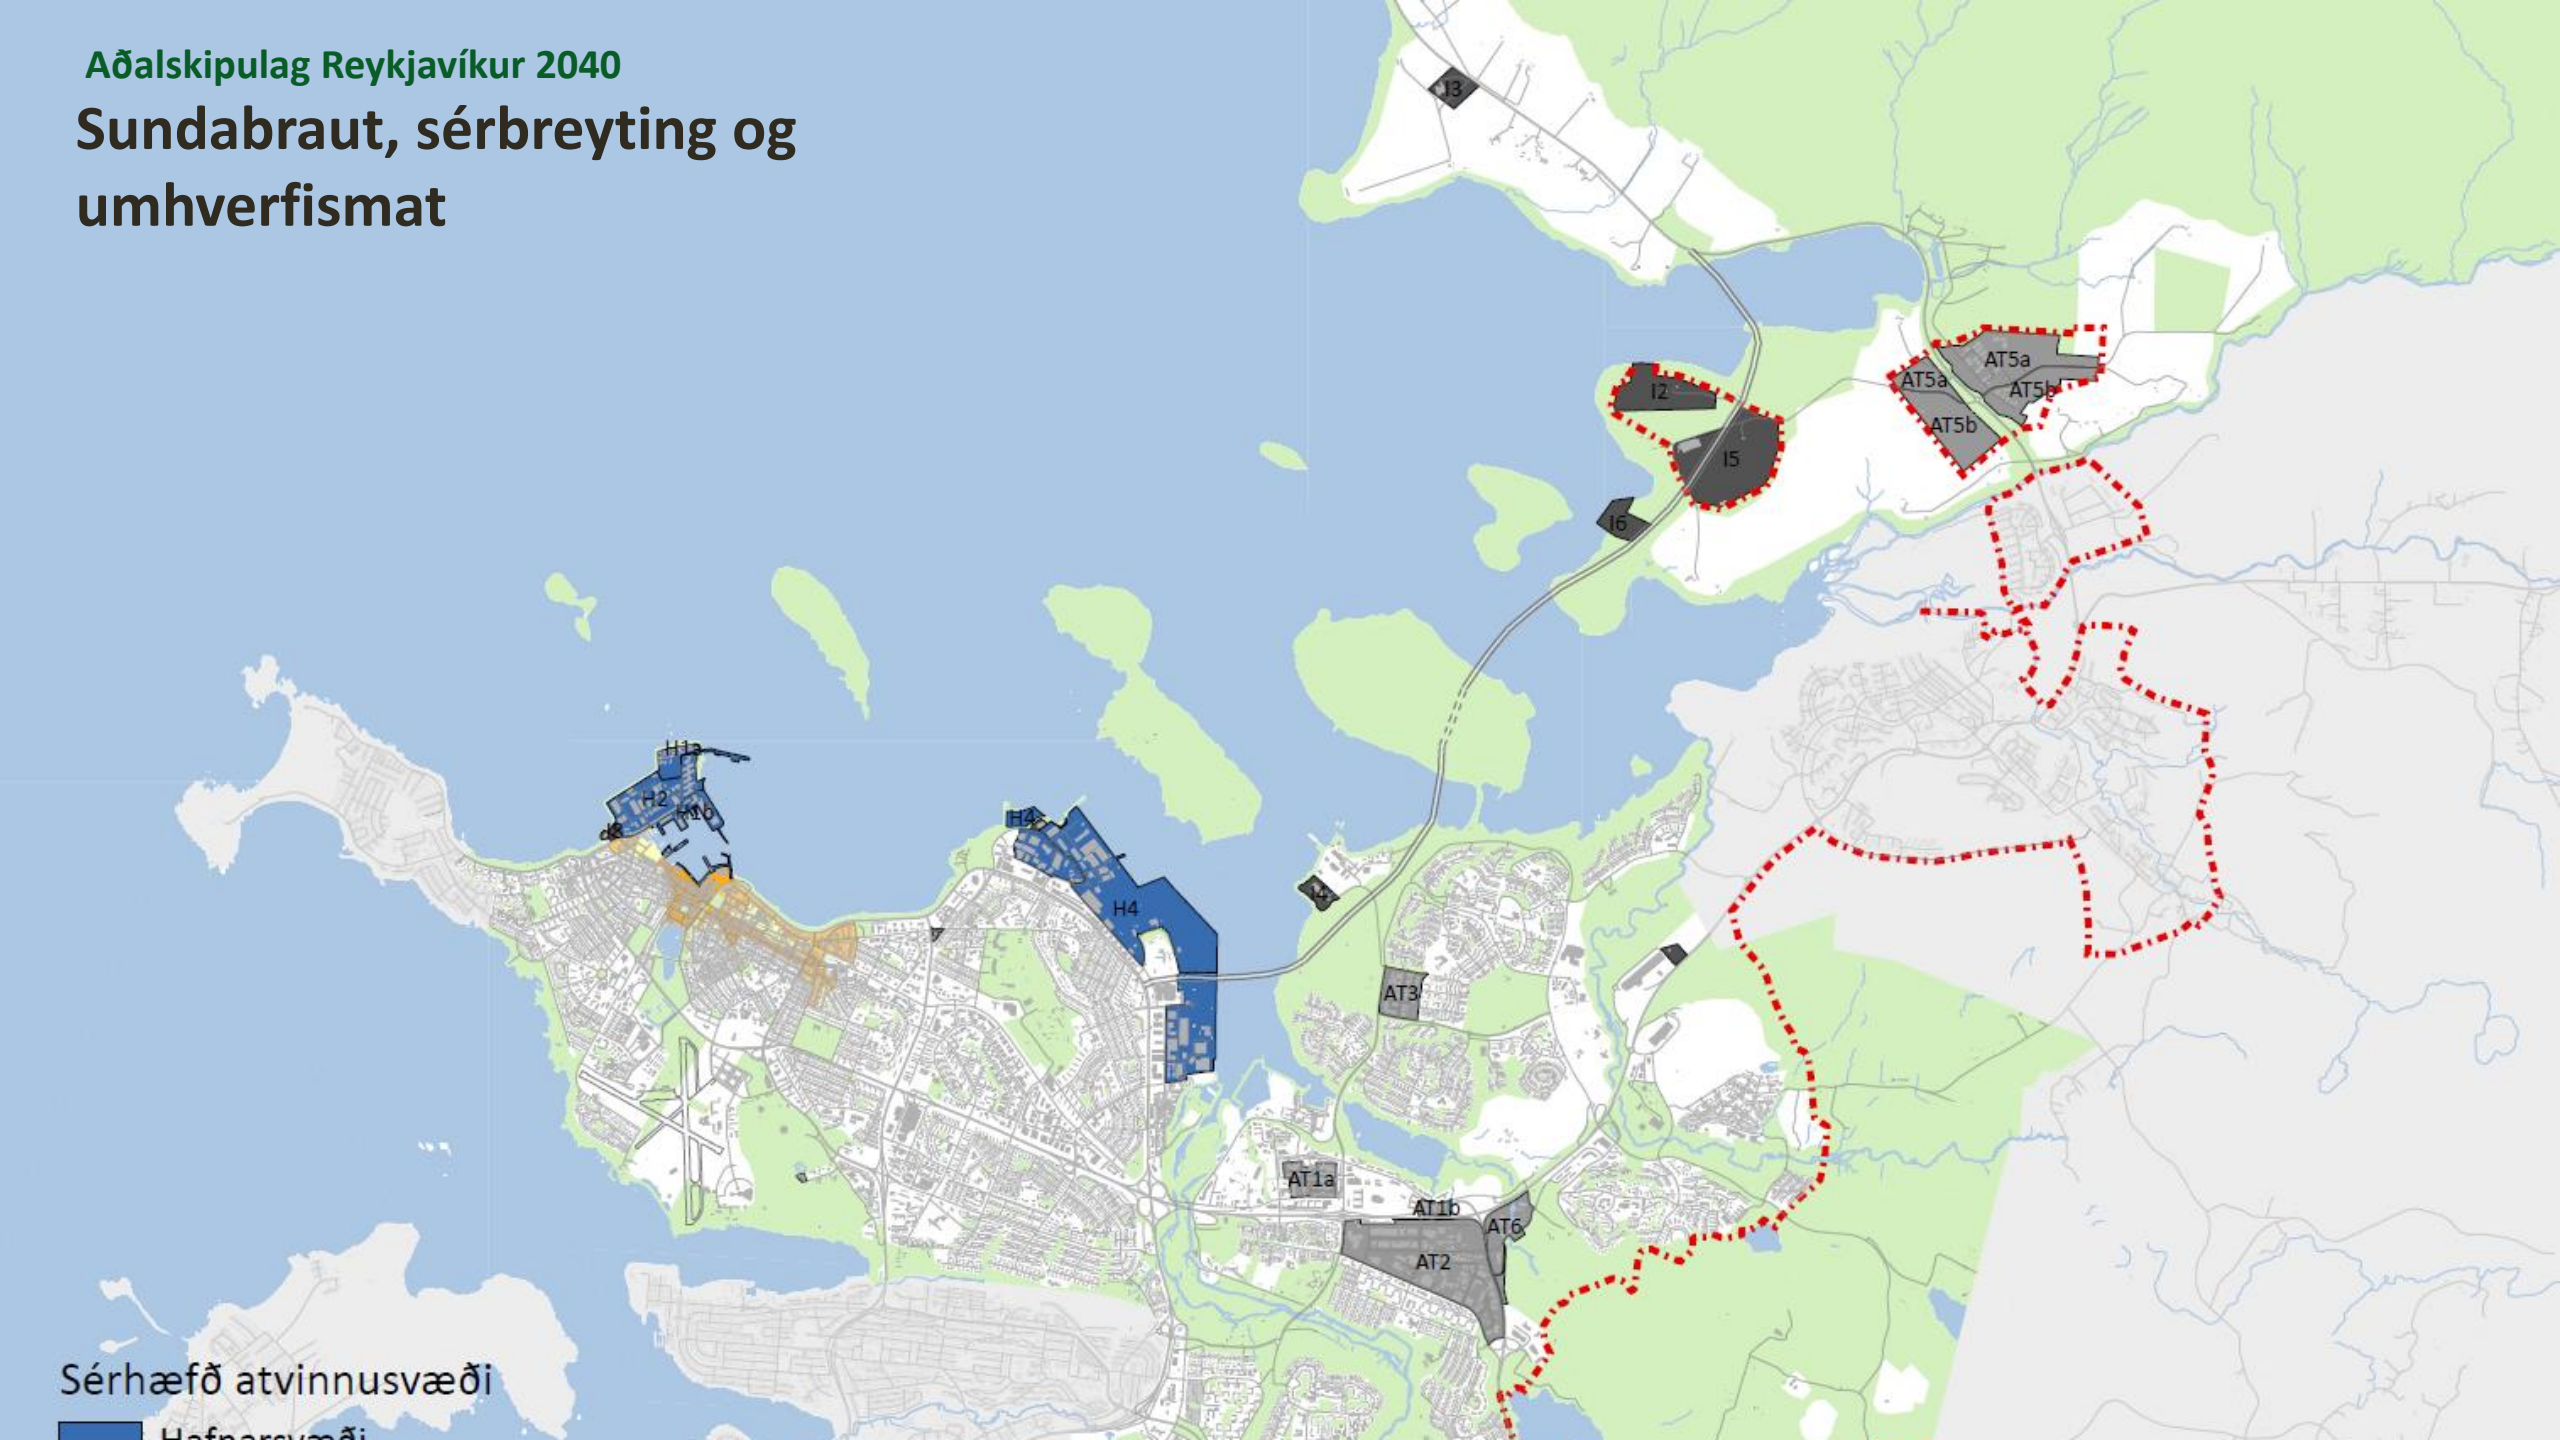 Aðalskipulag Reykjavíkur 2040
Sundabraut, sérbreyting og
umhverfismat
I3
I2
I5
I6
AT5a
AT5a
AT5b
AT5b
H1a
H2
H1b
H4
H4
I4
AT3
AT1a
AT1b
AT6
AT2
Sérhæfð atvinnusvæði
Hafnarsvæði